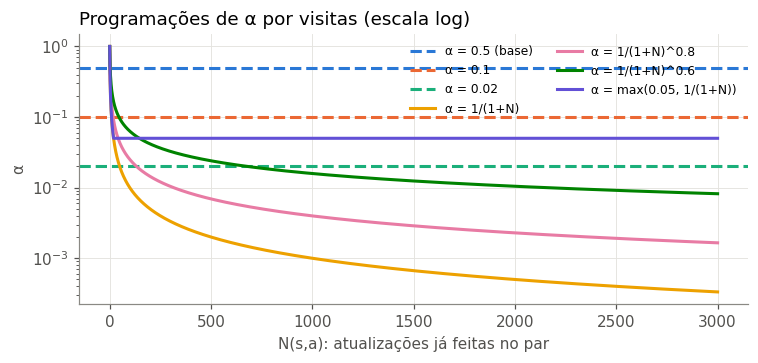 Programações de α por visitas (escala log)
α = 0.5 (base)
α = 0.1
α = 0.02
α = 1/(1+N)
α = 1/(1+N)^0.8
α = 1/(1+N)^0.6
α = max(0.05, 1/(1+N))
α
10⁰
10⁻¹
10⁻²
10⁻³
0 500 1000 1500 2000 2500 3000
N(s,a): atualizações já feitas no par